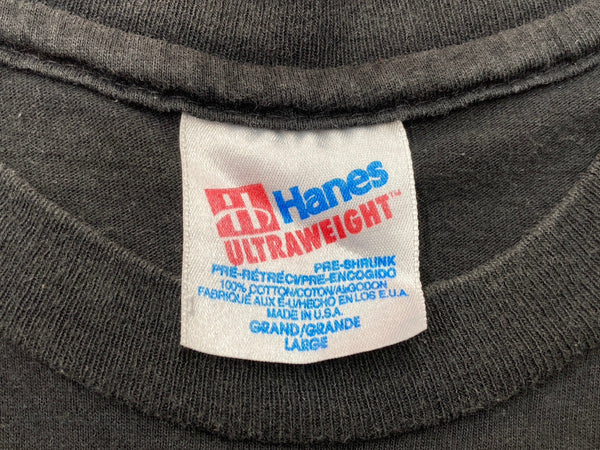 Hanes
ULTRAWEIGHT™
PRE-SHRUNK
PRÉ-RÉTRÉCI/PRE-ENCOGIDO
100% COTTON/COTON/ALGODON
FABRIQUÉ AUX É-U/HECHO EN LOS E.U.A.
MADE IN U.S.A.
GRAND/GRANDE
LARGE